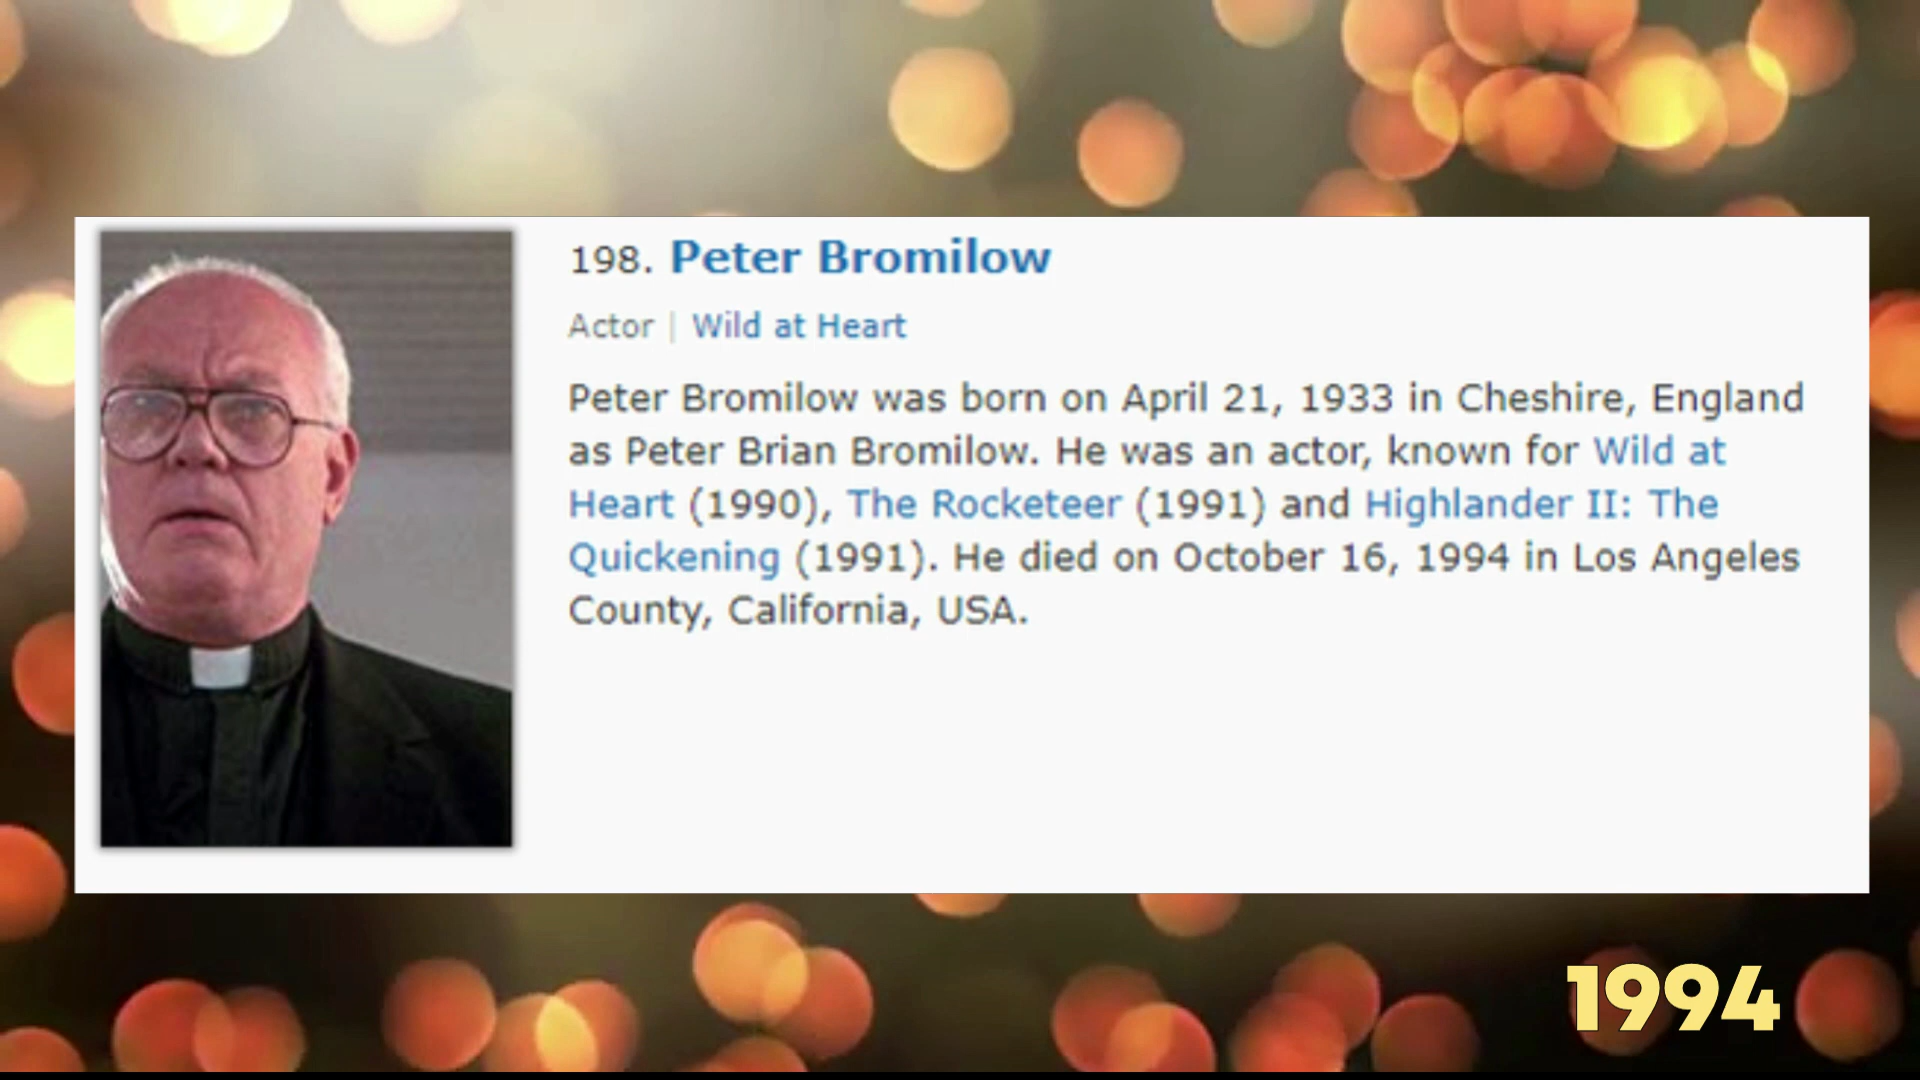 198. Peter Bromilow
Actor | Wild at Heart
Peter Bromilow was born on April 21, 1933 in Cheshire, England
as Peter Brian Bromilow. He was an actor, known for Wild at
Heart (1990), The Rocketeer (1991) and Highlander II: The
Quickening (1991). He died on October 16, 1994 in Los Angeles
County, California, USA.
1994